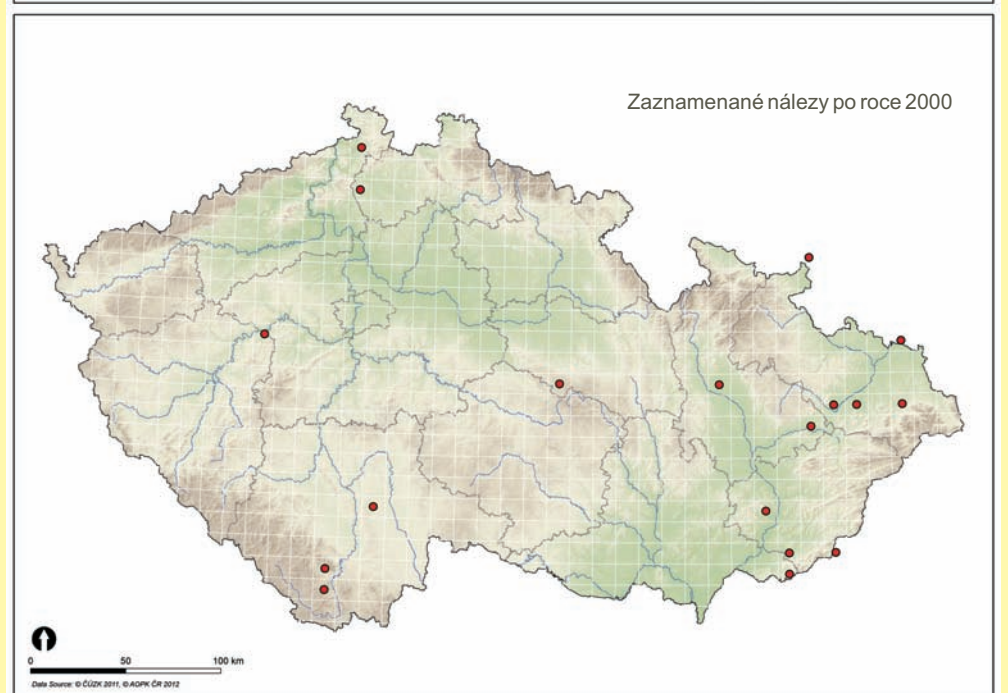 Zaznamenané nálezy po roce 2000
0 50 100 km
Data Source: © ČÚZK 2011, © AOPK ČR 2012